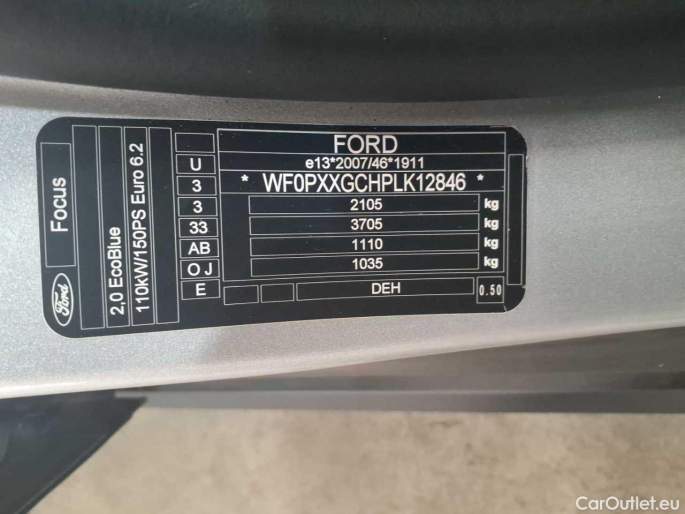 FORD
e13*2007/46*1911
* WF0PXXGCHPLK12846 *
2105 kg
3705 kg
1110 kg
1035 kg
DEH 0.50
U
3
3
33
AB
O J
E
Focus
2,0 EcoBlue
110kW/150PS Euro 6.2
Ford
CarOutlet.eu